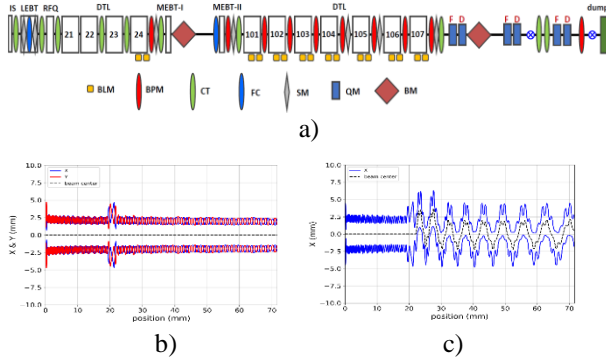 IS LEBT RFQ DTL MEBT-I MEBT-II DTL dump
F D F D F D
21 22 23 24 101 102 103 104 105 106 107
BLM BPM CT FC SM QM BM
a)
10.0 7.5 5.0 2.5 0.0 −2.5 −5.0 −7.5 −10.0
X & Y (mm)
X
Y
beam center
0 10 20 30 40 50 60 70
position (mm)
b)
10.0 7.5 5.0 2.5 0.0 −2.5 −5.0 −7.5 −10.0
X (mm)
X
beam center
0 10 20 30 40 50 60 70
position (mm)
c)